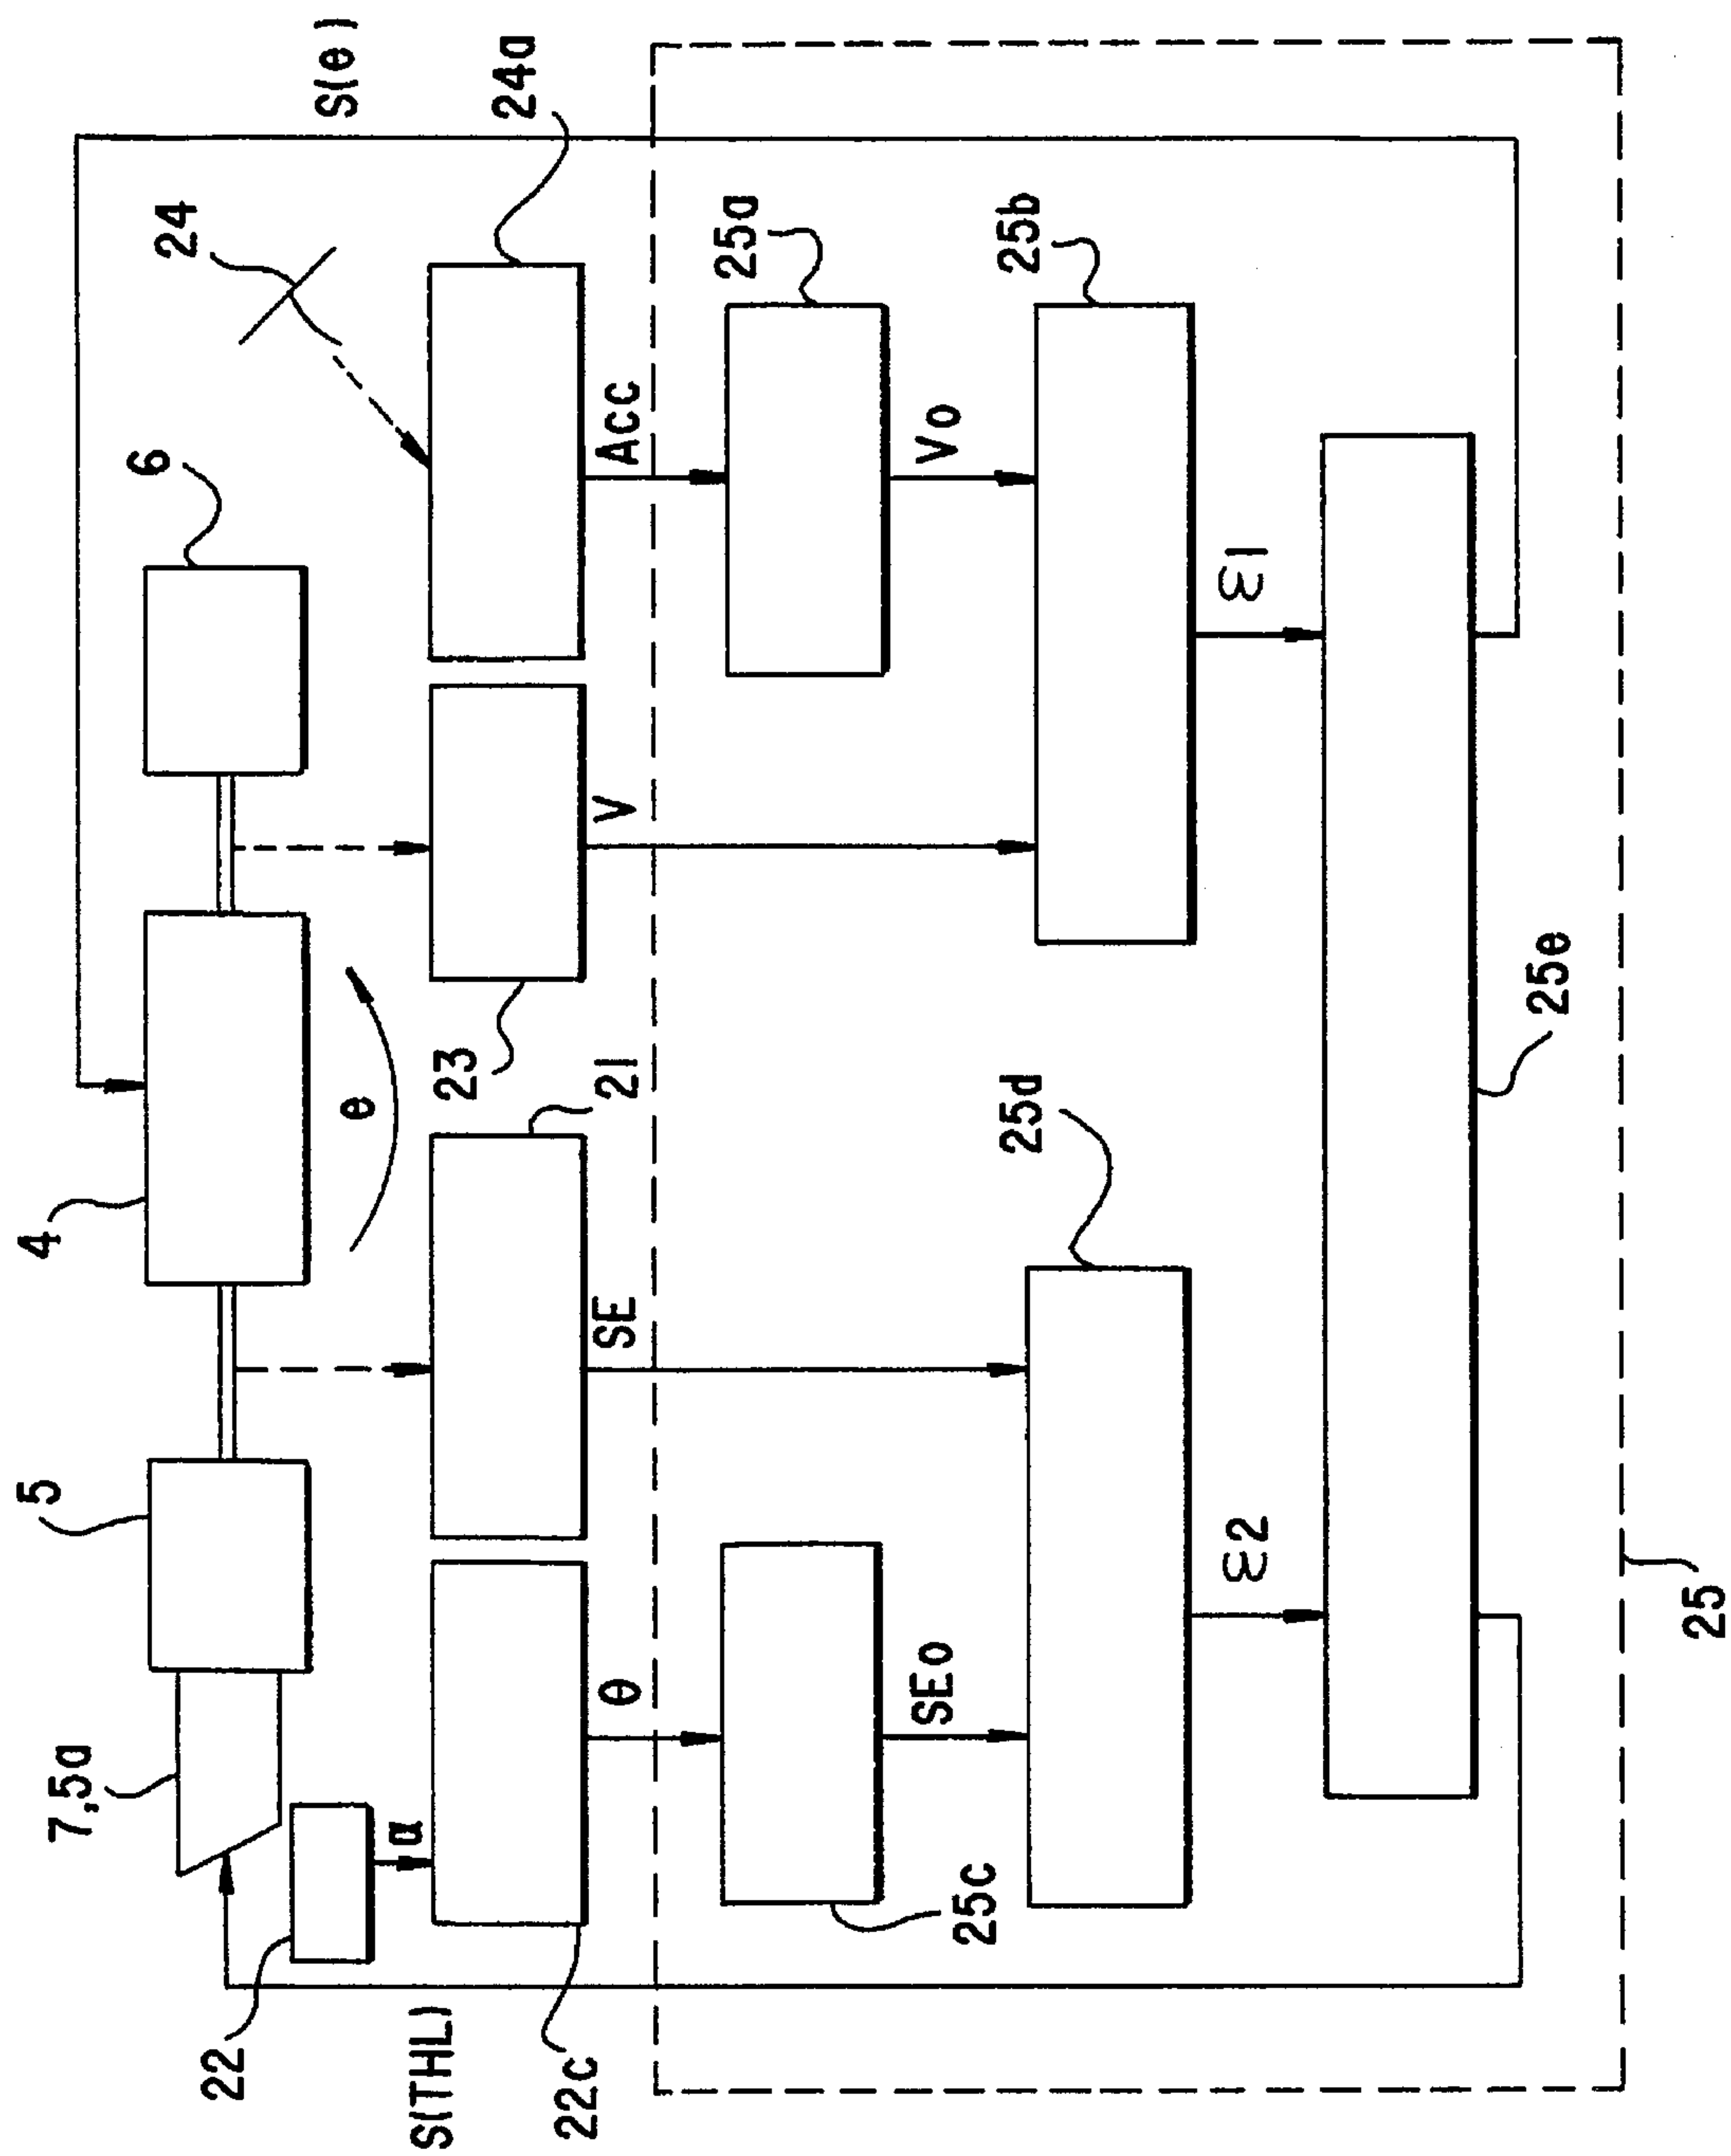 S(e)
24a
24
6
Acc
25a
Vo
25b
ε1
V
23
4
e
21
SE
25d
25e
5
7,5a
22
α
S(THL)
22c
θ
25c
SEo
ε2
25